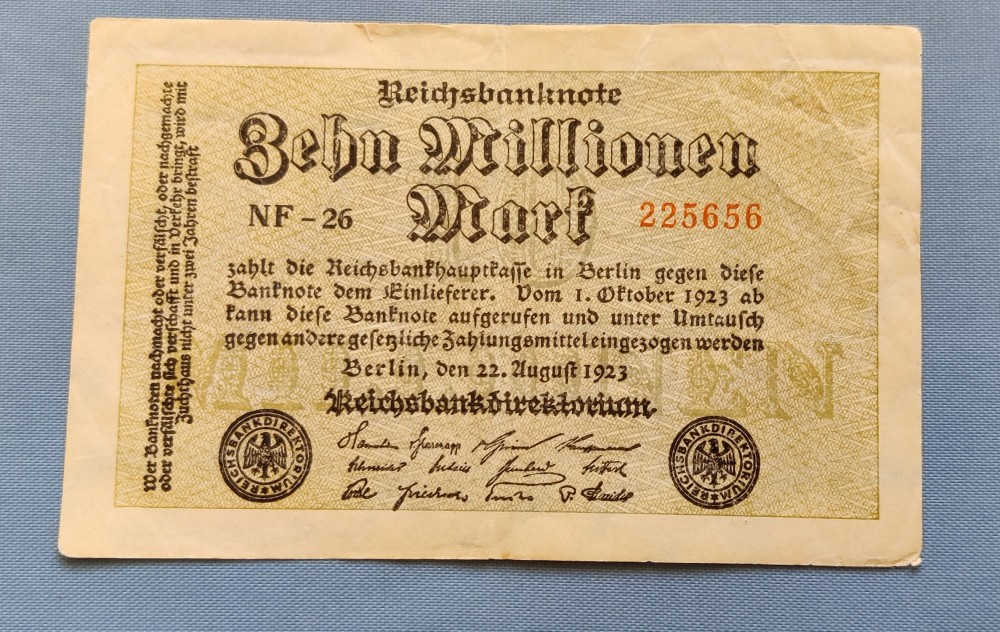 Reichsbanknote
Zehn Millionen
Mark
NF - 26
225656
zahlt die Reichsbankhauptkasse in Berlin gegen diese
Banknote dem Einlieferer. Vom 1. Oktober 1923 ab
kann diese Banknote aufgerufen und unter Umtausch
gegen andere gesetzliche Zahlungsmittel eingezogen werden
Berlin, den 22. August 1923
Reichsbankdirektorium
REICHSBANKDIREKTORIUM
REICHSBANKDIREKTORIUM
Wer Banknoten nachmacht oder verfälscht, oder nachgemachte
oder verfälschte sich verschafft und in Verkehr bringt, wird mit
Zuchthaus nicht unter zwei Jahren bestraft